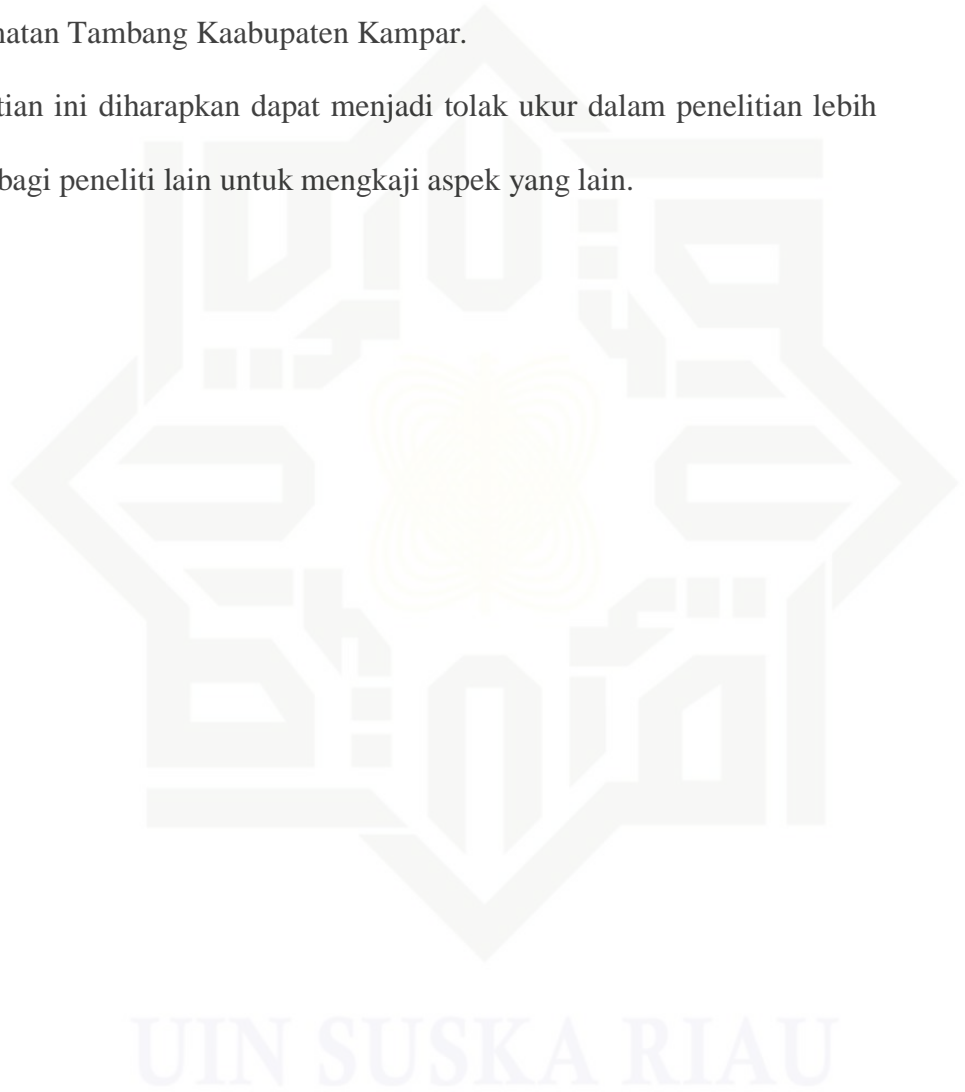 matan Tambang Kaabupaten Kampar.
tian ini diharapkan dapat menjadi tolak ukur dalam penelitian lebih
bagi peneliti lain untuk mengkaji aspek yang lain.
UIN SUSKA RIAU